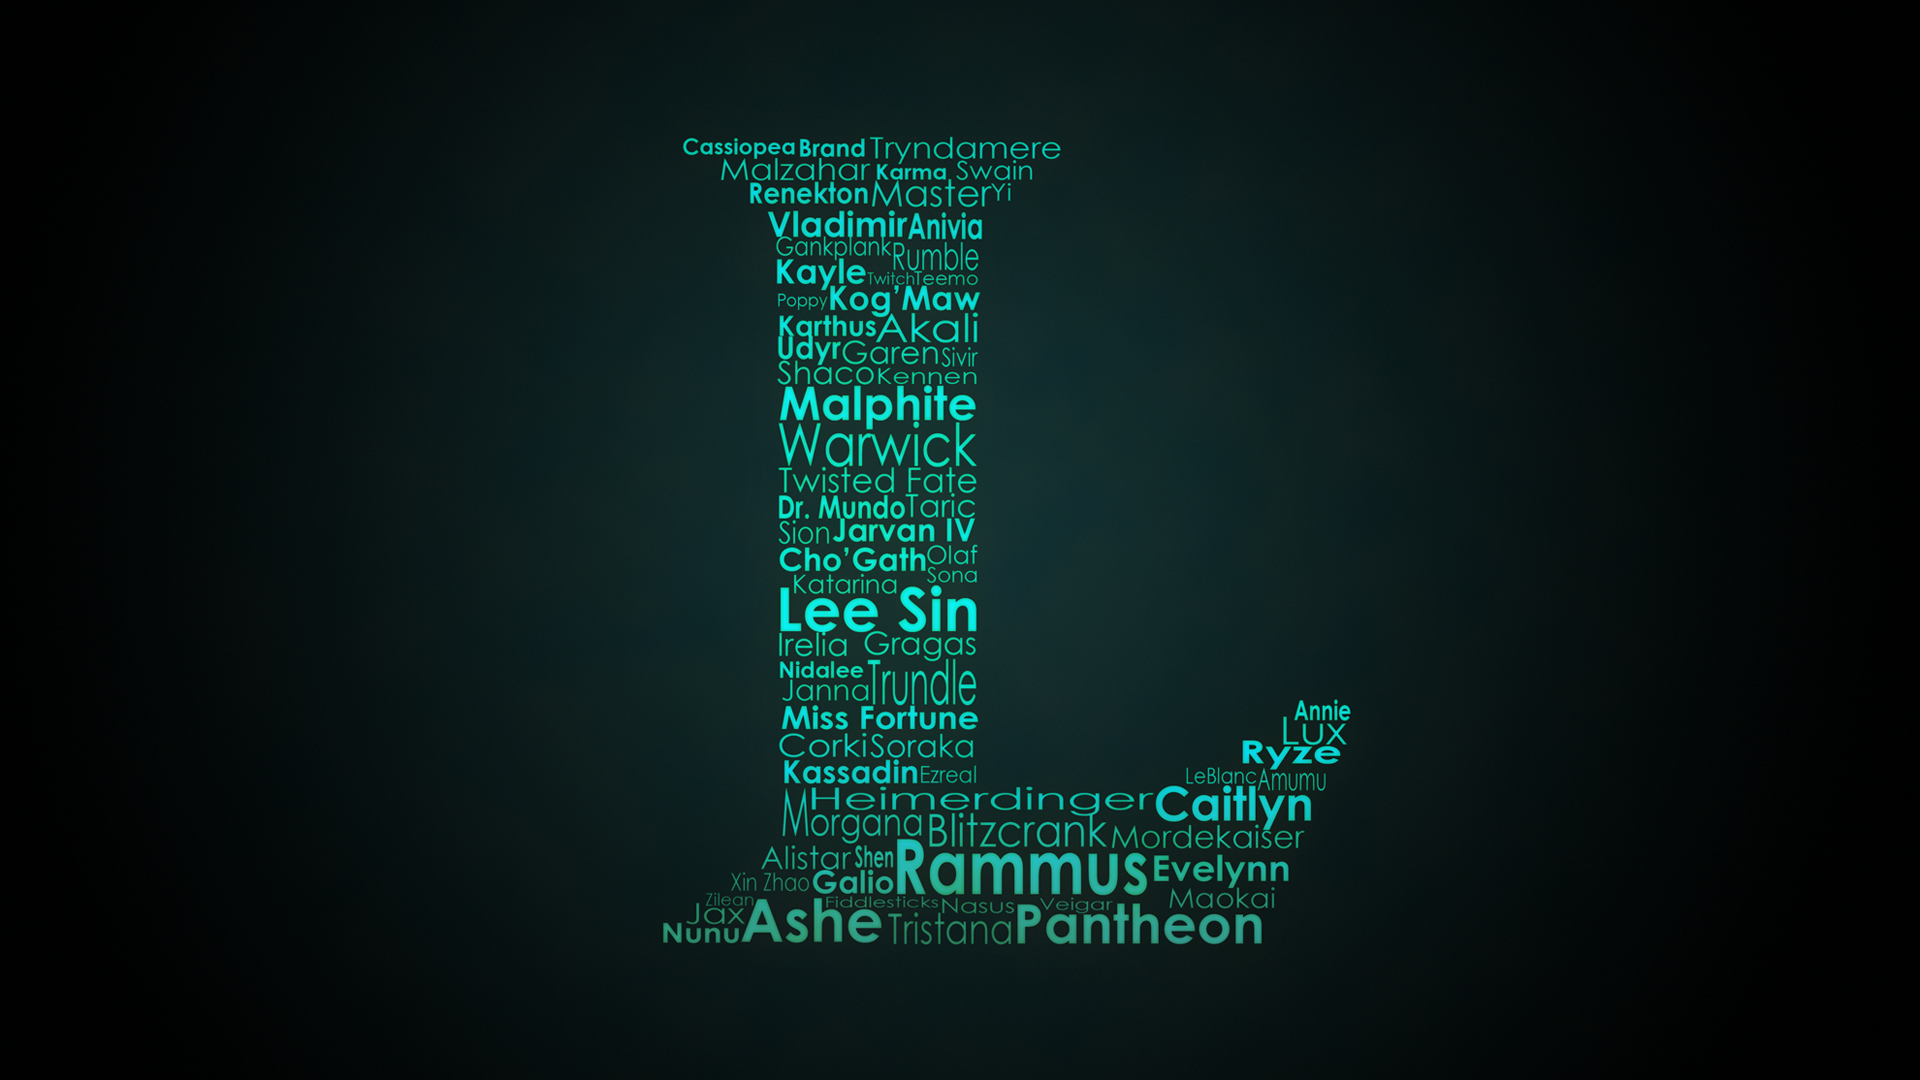 Cassiopea Brand Tryndamere
Malzahar Karma Swain
Renekton Master Yi
Vladimir Anivia
Gankplank Rumble
Kayle Twitch Teemo
Poppy Kog'Maw
Karthus Akali
Udyr Garen Sivir
Shaco Kennen
Malphite
Warwick
Twisted Fate
Dr. Mundo Taric
Sion Jarvan IV
Cho'Gath Olaf
Katarina Sona
Lee Sin
Irelia Gragas
Nidalee Trundle
Janna
Miss Fortune
Corki Soraka
Kassadin Ezreal
Annie
Lux
Ryze
LeBlanc Amumu
Heimerdinger Caitlyn
Morgana Blitzcrank Mordekaiser
Alistar Shen Rammus Evelynn
Xin Zhao Galio
Zilean Fiddlesticks Nasus Veigar Maokai
Jax Ashe Tristana Pantheon
Nunu